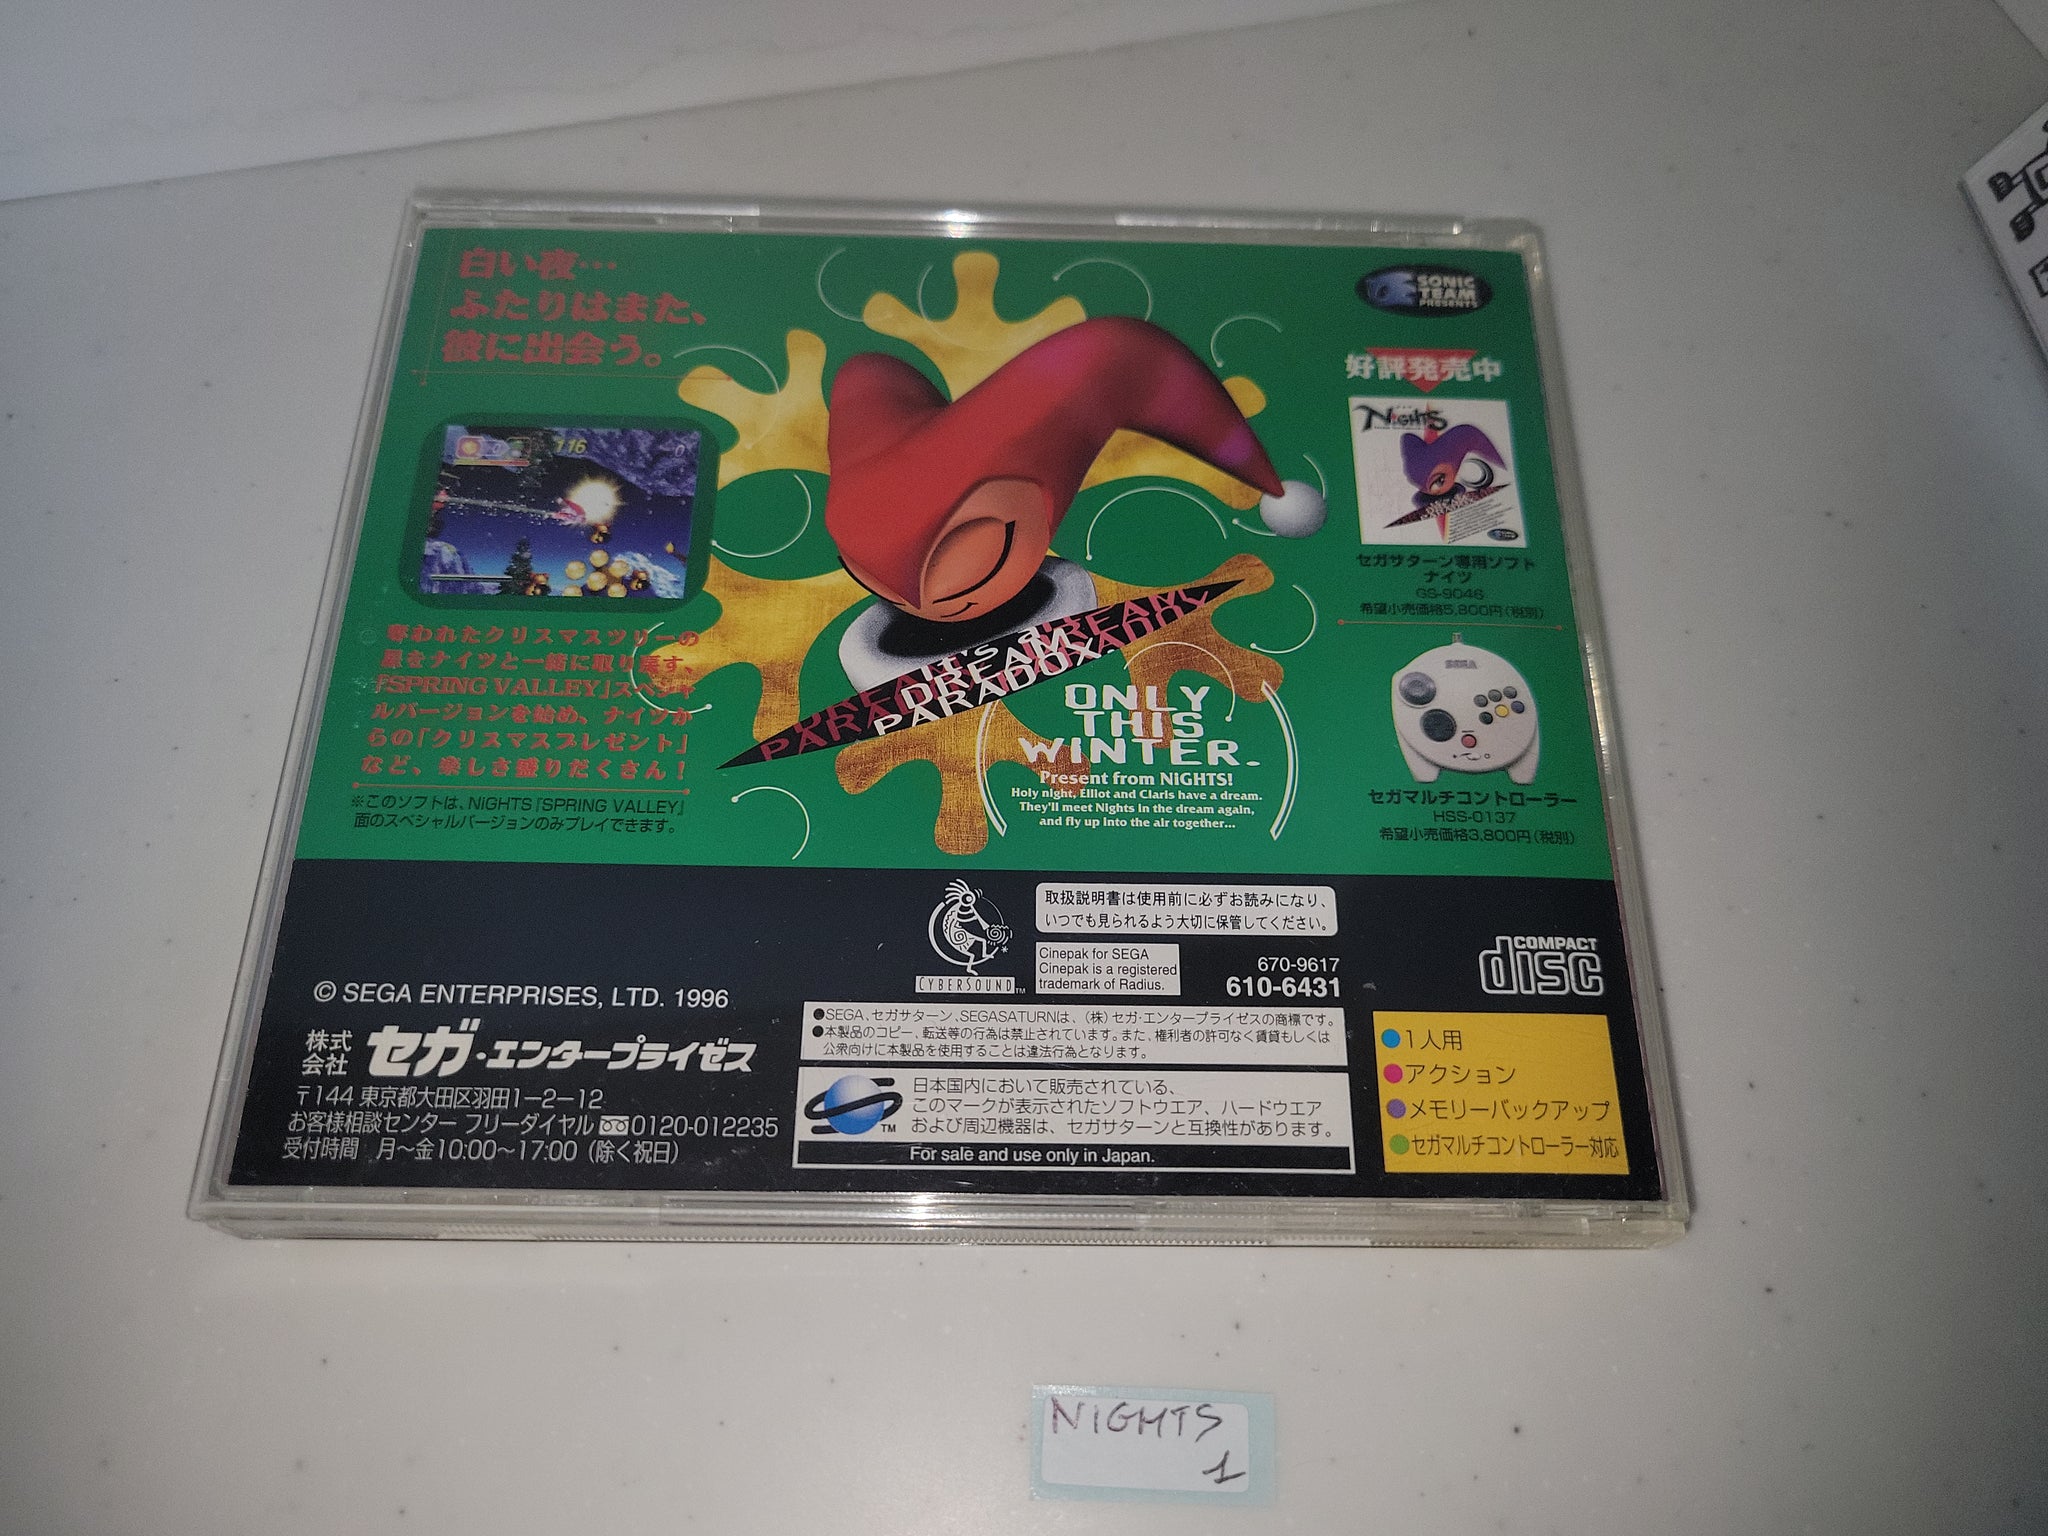 白い夜…
ふたりはまた、
彼に出会う。
116
0
奪われたクリスマスツリーの
星をナイツと一緒に取り戻す、
『SPRING VALLEY』スペシャ
ルバージョンを始め、ナイツか
らの「クリスマスプレゼント」
など、楽しさ盛りだくさん！
※このソフトは、NiGHTS『SPRING VALLEY』
面のスペシャルバージョンのみプレイできます。
IT'S a
DREAM
PARADOX.
ONLY
THIS
WINTER.
Present from NiGHTS!
Holy night, Elliot and Claris have a dream.
They'll meet Nights in the dream again,
and fly up into the air together...
SONIC
TEAM
PRESENTS
好評発売中
NiGHTS
セガサターン専用ソフト
ナイツ
GS-9046
希望小売価格5,800円(税別)
SEGA
セガマルチコントローラー
HSS-0137
希望小売価格3,800円(税別)
© SEGA ENTERPRISES, LTD. 1996
株式会社 セガ・エンタープライゼス
〒144 東京都大田区羽田1-2-12
お客様相談センター フリーダイヤル 0120-012235
受付時間 月〜金10:00〜17:00（除く祝日）
CYBERSOUND™
取扱説明書は使用前に必ずお読みになり、
いつでも見られるよう大切に保管してください。
Cinepak for SEGA
Cinepak is a registered
trademark of Radius.
670-9617
610-6431
●SEGA、セガサターン、SEGASATURNは、（株）セガ・エンタープライゼスの商標です。
●本製品のコピー、転送等の行為は禁止されています。また、権利者の許可なく賃貸もしくは
公衆向けに本製品を使用することは違法行為となります。
TM
日本国内において販売されている、
このマークが表示されたソフトウエア、ハードウエア
および周辺機器は、セガサターンと互換性があります。
For sale and use only in Japan.
COMPACT
disc
●1人用
●アクション
●メモリーバックアップ
●セガマルチコントローラー対応
NiGHTS
1